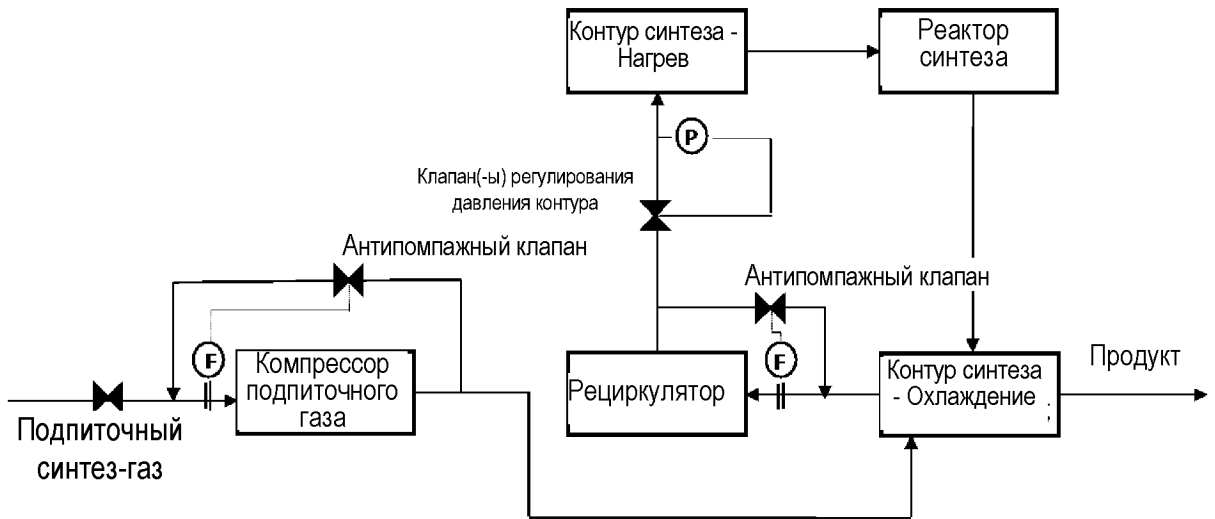 Контур синтеза -
Нагрев
Реактор
синтеза
P
Клапан(-ы) регулирования
давления контура
Антипомпажный клапан
Антипомпажный клапан
F
F
Компрессор
подпиточного
газа
Рециркулятор
Контур синтеза
- Охлаждение
Продукт
Подпиточный
синтез-газ